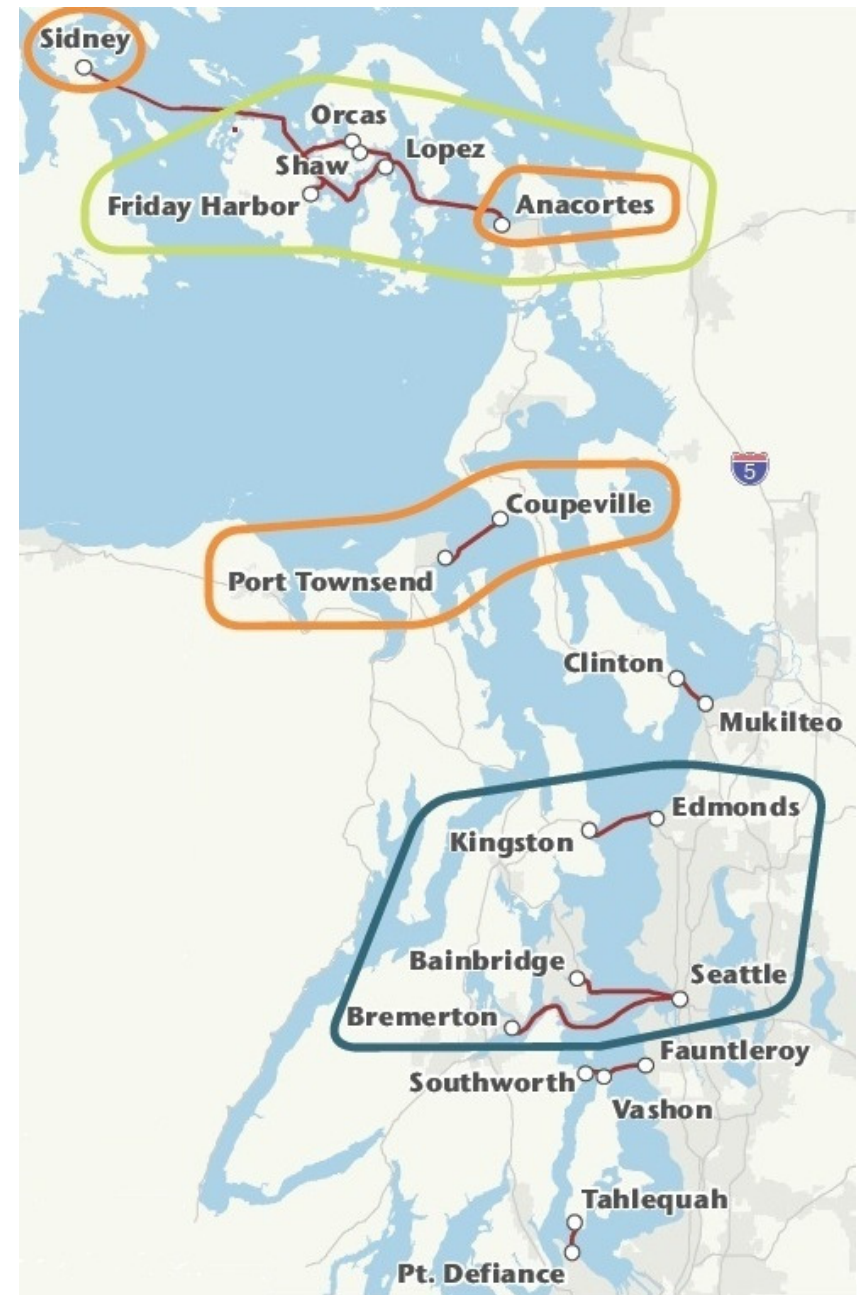 Sidney
Orcas
Lopez
Shaw
Friday Harbor
Anacortes
5
Coupeville
Port Townsend
Clinton
Mukilteo
Edmonds
Kingston
Bainbridge
Seattle
Bremerton
Fauntleroy
Southworth
Vashon
Tahlequah
Pt. Defiance